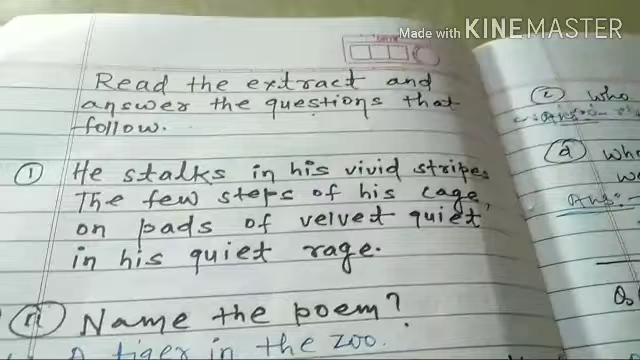 Made with KINEMASTER
DATE
Read the extract and
answer the questions that
follow.
① He stalks in his vivid stripes
The few steps of his cage,
on pads of velvet quiet
in his quiet rage.
Name the poem?
A tiger in the zoo.
c who
d Who
Ans:-